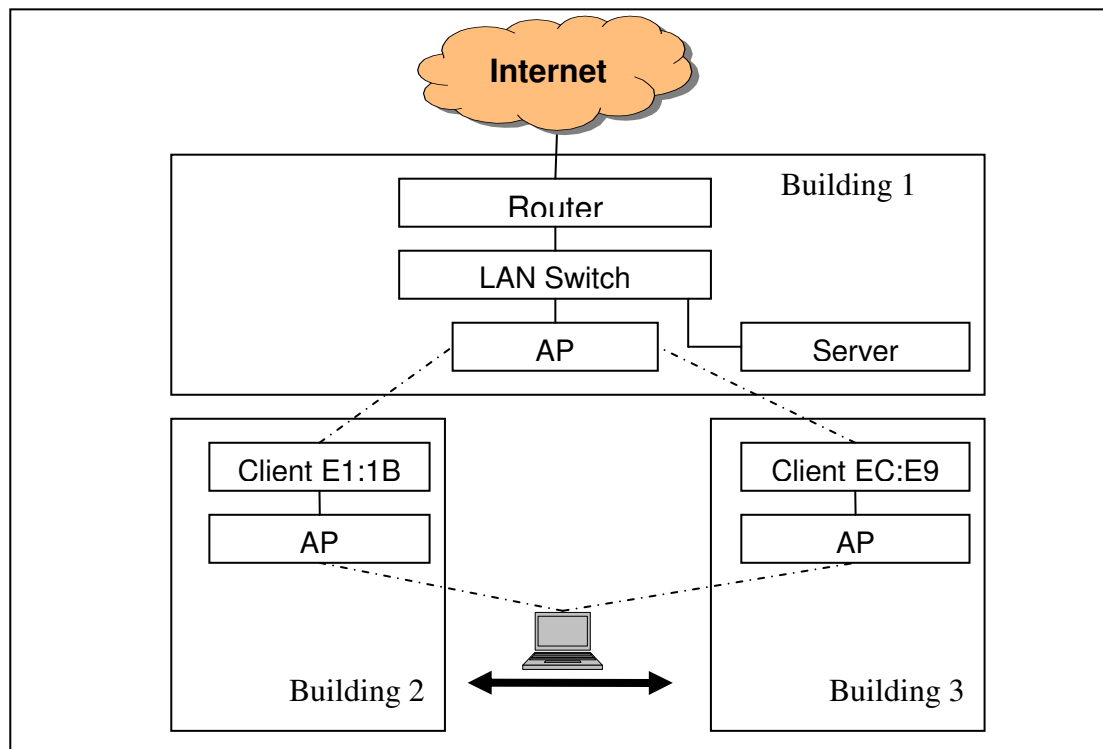 Internet
Building 1
Router
LAN Switch
AP
Server
Client E1:1B
AP
Building 2
Client EC:E9
AP
Building 3